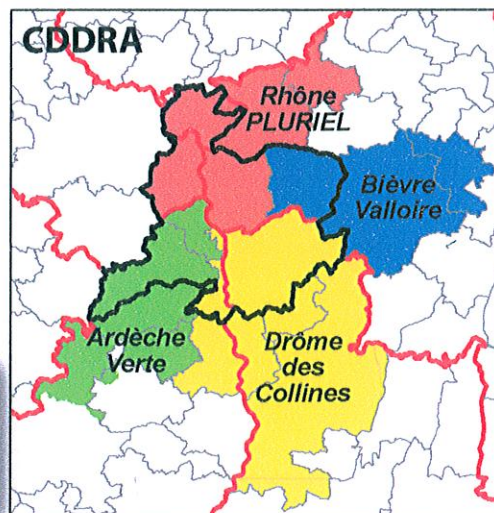 CDDRA
Rhône
PLURIEL
Bièvre
Valloire
Ardèche
Verte
Drôme
des
Collines